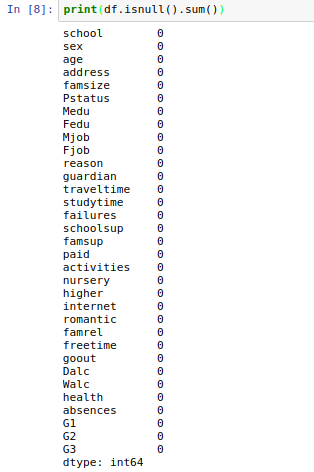 In [8]: print(df.isnull().sum())
school 0
sex 0
age 0
address 0
famsize 0
Pstatus 0
Medu 0
Fedu 0
Mjob 0
Fjob 0
reason 0
guardian 0
traveltime 0
studytime 0
failures 0
schoolsup 0
famsup 0
paid 0
activities 0
nursery 0
higher 0
internet 0
romantic 0
famrel 0
freetime 0
goout 0
Dalc 0
Walc 0
health 0
absences 0
G1 0
G2 0
G3 0
dtype: int64